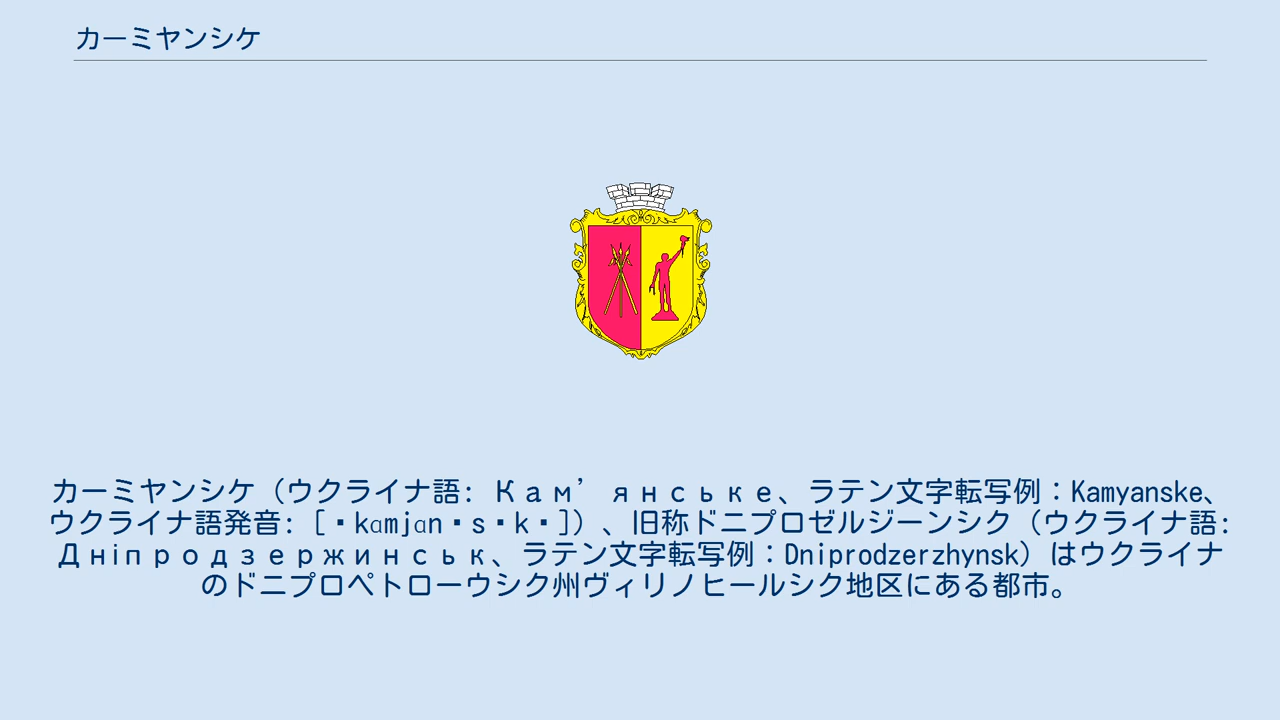 カーミヤンシケ
カーミヤンシケ（ウクライナ語: Кам’янське、ラテン文字転写例：Kamyanske、
ウクライナ語発音: [▪kɑmjɑn▪s▪k▪]）、旧称ドニプロゼルジーンシク（ウクライナ語:
Дніпродзержинськ、ラテン文字転写例：Dniprodzerzhynsk）はウクライナ
のドニプロペトローウシク州ヴィリノヒールシク地区にある都市。